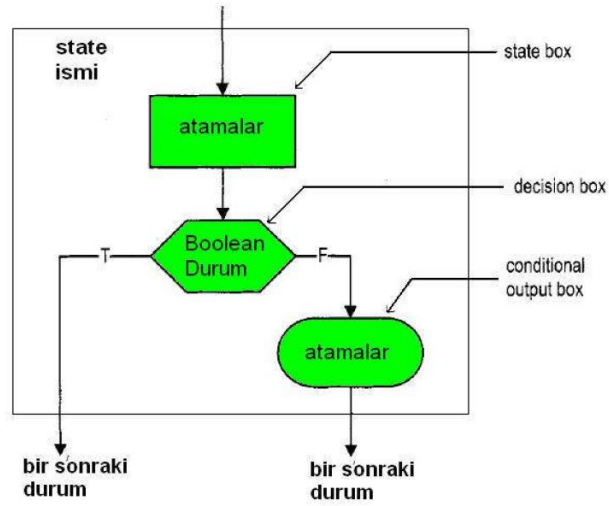 state
ismi
state box
atamalar
decision box
Boolean
Durum
T
F
conditional
output box
atamalar
bir sonraki
durum
bir sonraki
durum